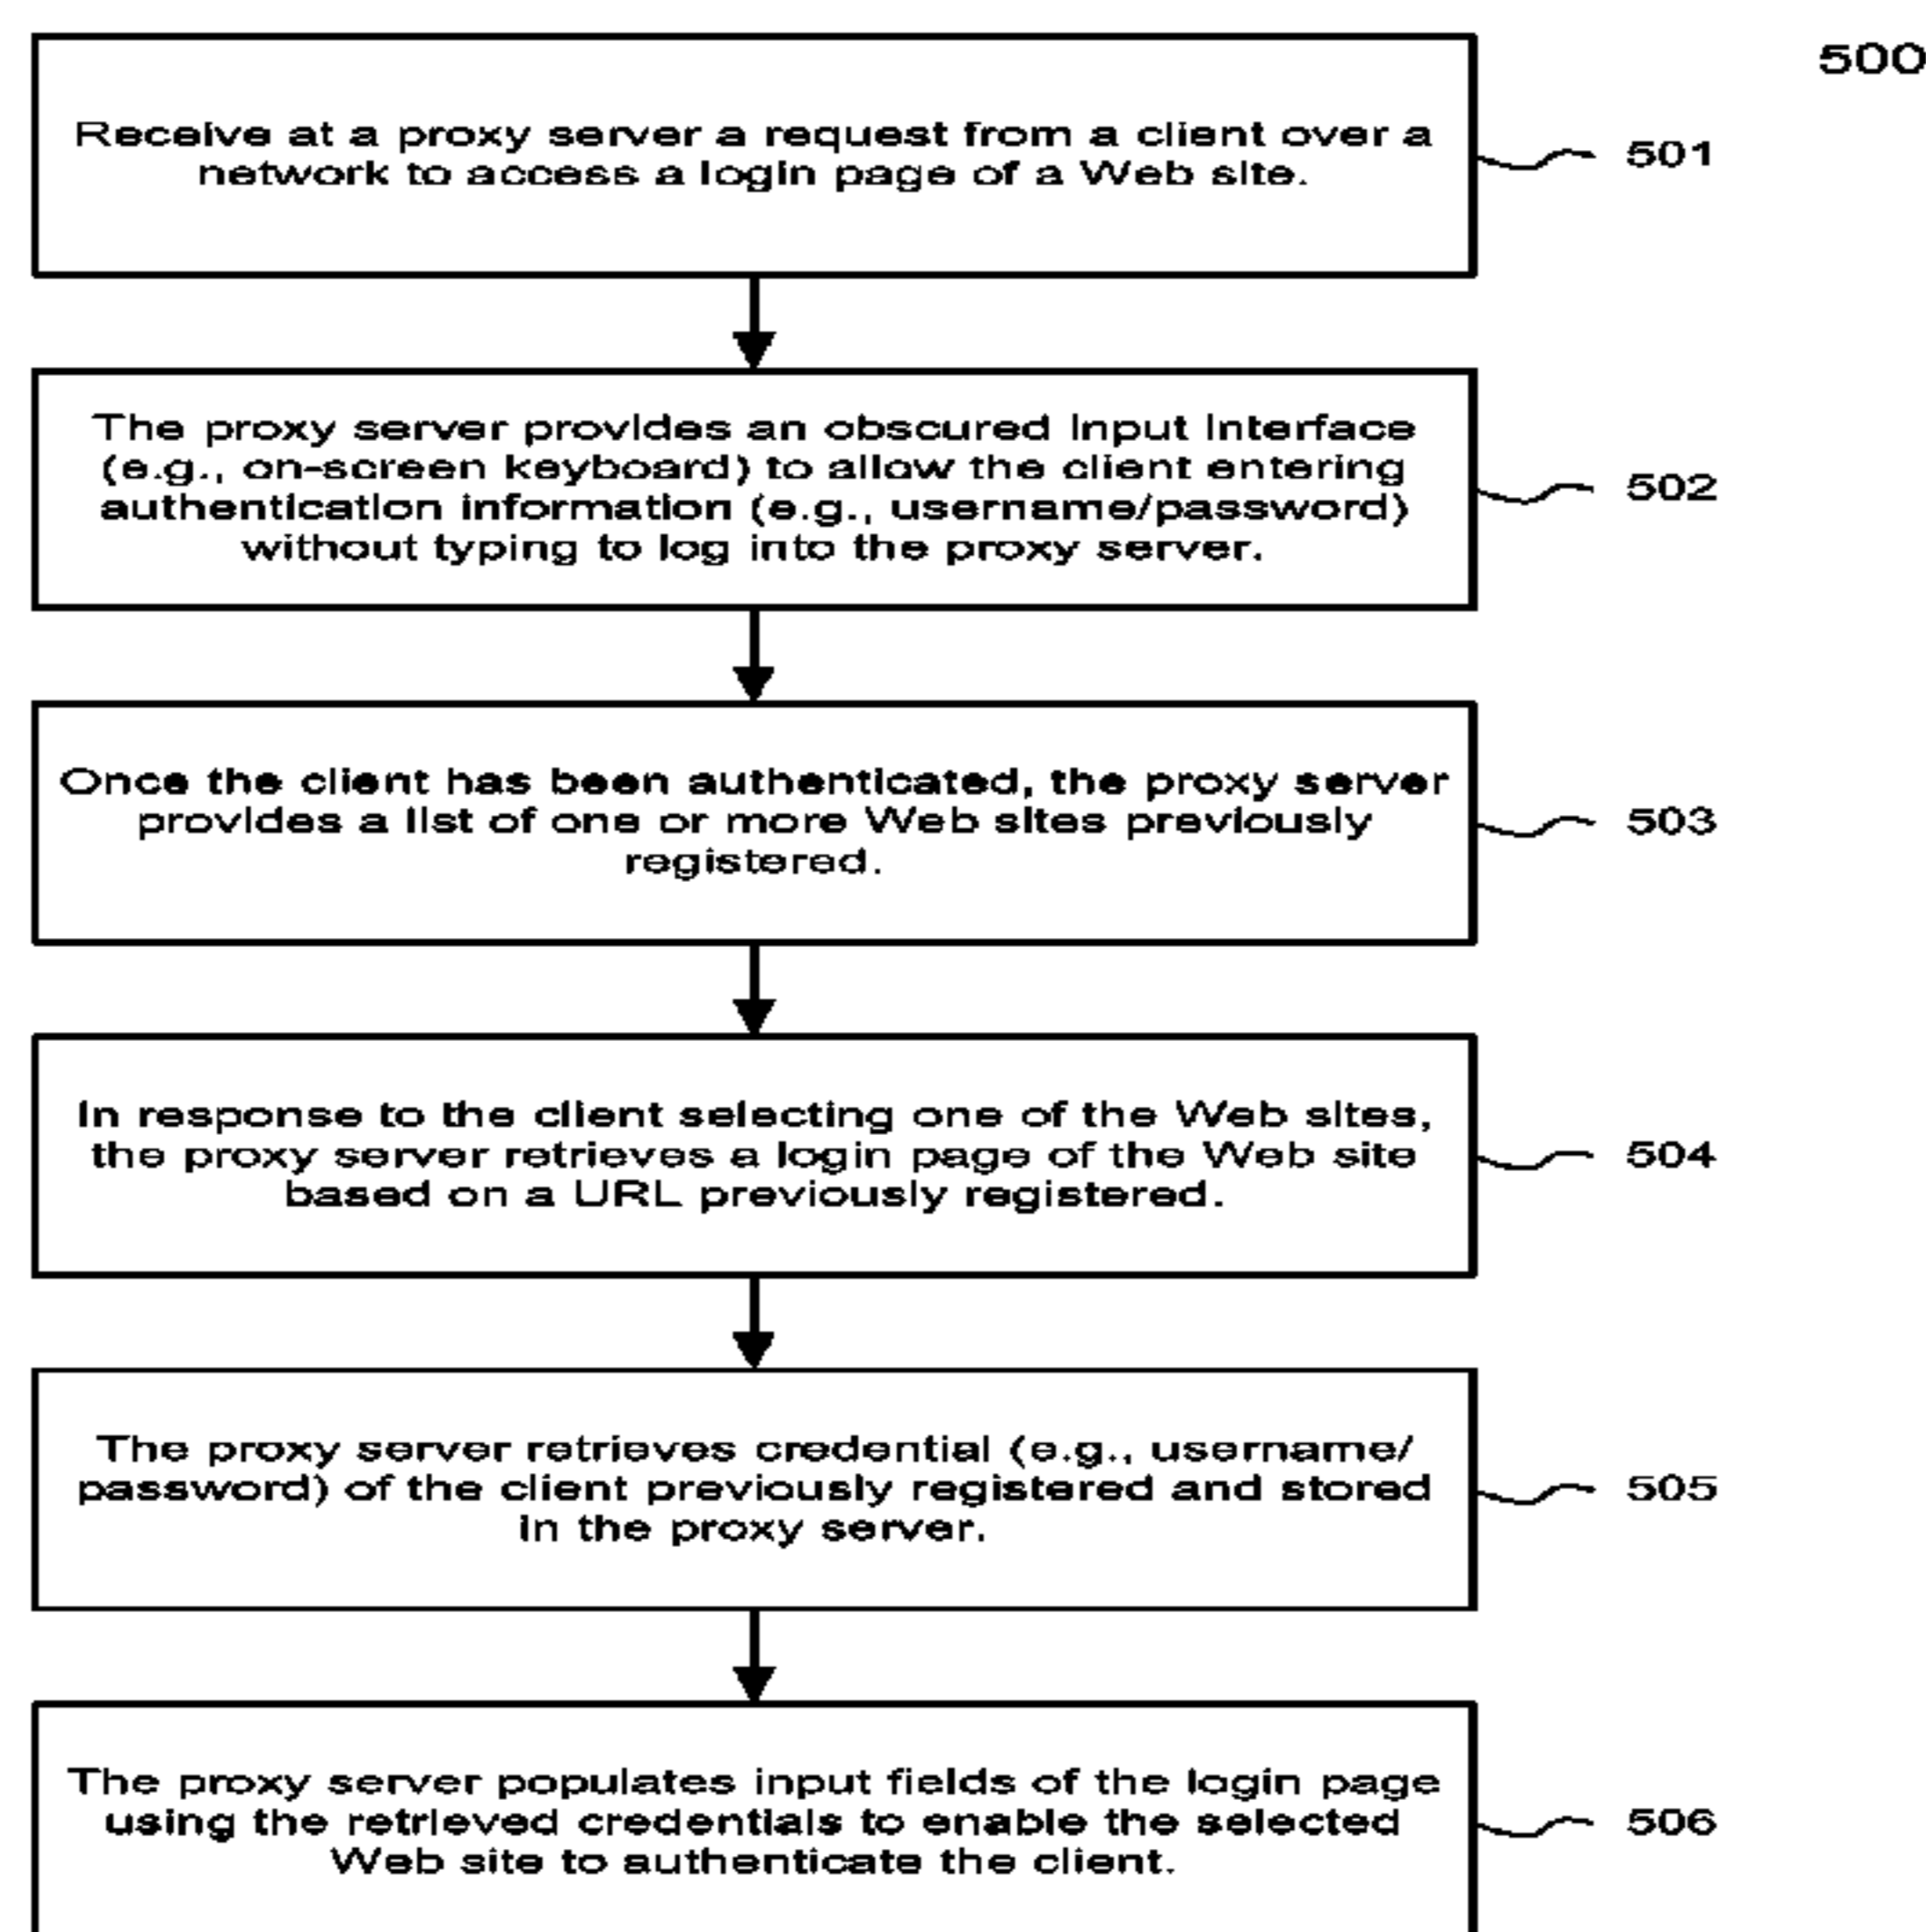 500
Receive at a proxy server a request from a client over a
network to access a login page of a Web site.
501
The proxy server provides an obscured input interface
(e.g., on-screen keyboard) to allow the client entering
authentication information (e.g., username/password)
without typing to log into the proxy server.
502
Once the client has been authenticated, the proxy server
provides a list of one or more Web sites previously
registered.
503
In response to the client selecting one of the Web sites,
the proxy server retrieves a login page of the Web site
based on a URL previously registered.
504
The proxy server retrieves credential (e.g., username/
password) of the client previously registered and stored
in the proxy server.
505
The proxy server populates input fields of the login page
using the retrieved credentials to enable the selected
Web site to authenticate the client.
506